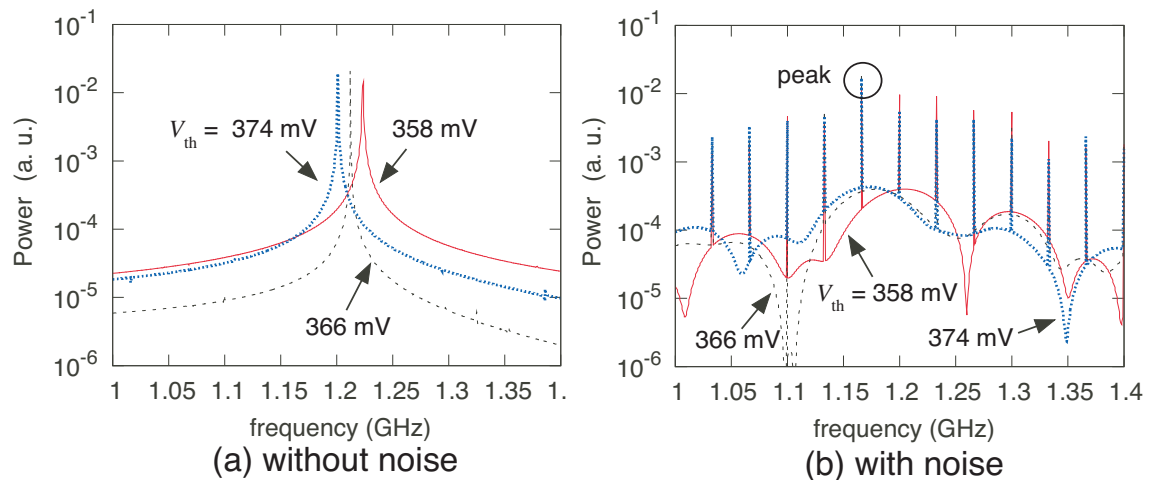 10⁻¹
10⁻²
10⁻³
10⁻⁴
10⁻⁵
10⁻⁶
Power (a. u.)
V_th = 374 mV
358 mV
366 mV
1 1.05 1.1 1.15 1.2 1.25 1.3 1.35 1.
frequency (GHz)
(a) without noise
10⁻¹
10⁻²
10⁻³
10⁻⁴
10⁻⁵
10⁻⁶
Power (a. u.)
peak
V_th = 358 mV
366 mV
374 mV
1 1.05 1.1 1.15 1.20 1.25 1.3 1.35 1.4
frequency (GHz)
(b) with noise